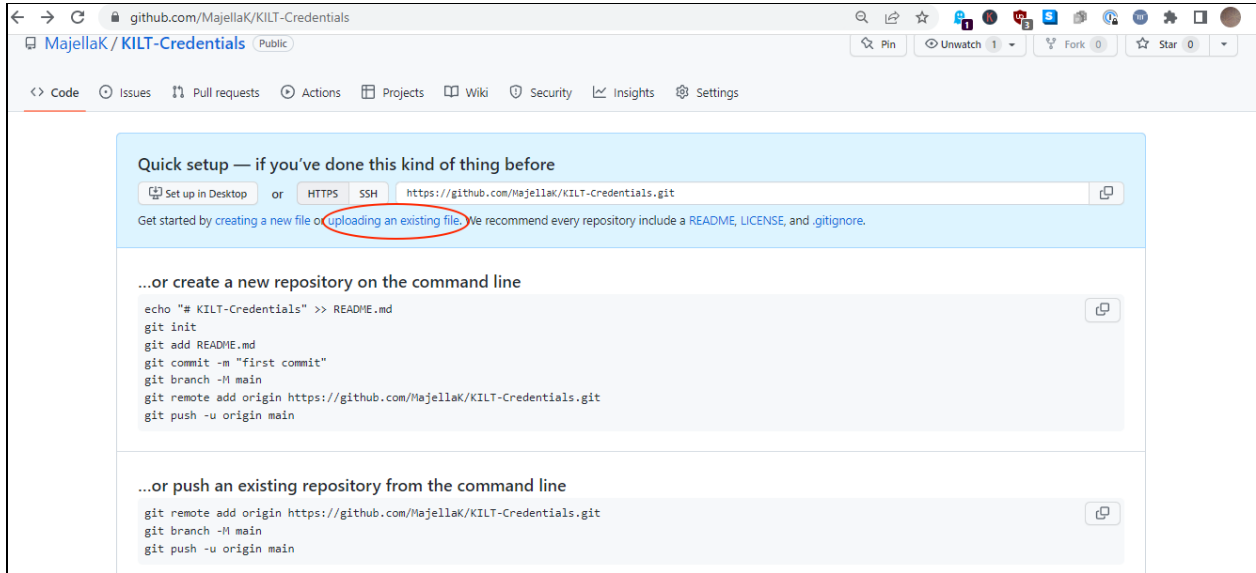 github.com/MajellaK/KILT-Credentials
1
3
MajellaK / KILT-Credentials Public
Pin
Unwatch 1
Fork 0
Star 0
<> Code
Issues
Pull requests
Actions
Projects
Wiki
Security
Insights
Settings
Quick setup — if you've done this kind of thing before
Set up in Desktop or HTTPS SSH https://github.com/MajellaK/KILT-Credentials.git
Get started by creating a new file or uploading an existing file. We recommend every repository include a README, LICENSE, and .gitignore.
...or create a new repository on the command line
echo "# KILT-Credentials" >> README.md
git init
git add README.md
git commit -m "first commit"
git branch -M main
git remote add origin https://github.com/MajellaK/KILT-Credentials.git
git push -u origin main
...or push an existing repository from the command line
git remote add origin https://github.com/MajellaK/KILT-Credentials.git
git branch -M main
git push -u origin main